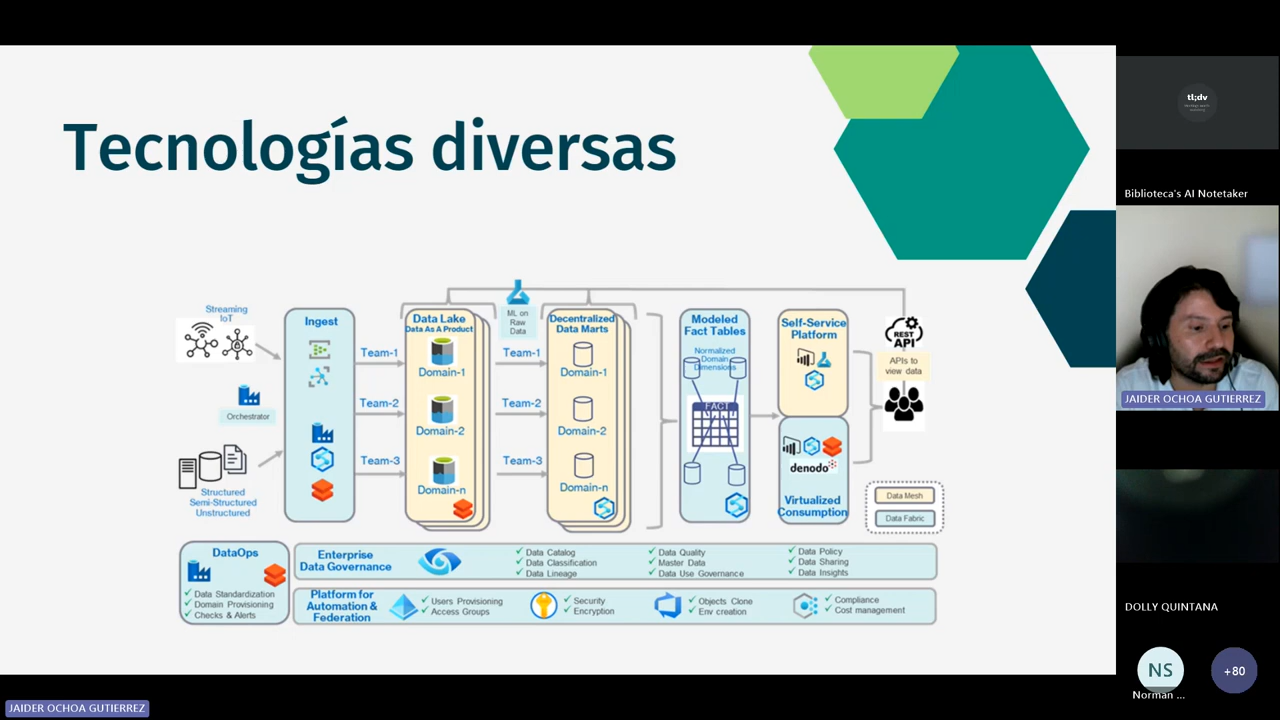 Tecnologías diversas
Streaming
IoT
Orchestrator
Structured
Semi-Structured
Unstructured
Ingest
Team-1
Team-2
Team-3
Data Lake
Data As A Product
Domain-1
Domain-2
Domain-n
ML on
Raw
Data
Team-1
Team-2
Team-3
Decentralized
Data Marts
Domain-1
Domain-2
Domain-n
Modeled
Fact Tables
Normalized
Domain
Dimensions
FACT
Self-Service
Platform
denodo
Virtualized
Consumption
REST
API
APIs to
view data
Data Mesh
Data Fabric
DataOps
✓ Data Standardization
✓ Domain Provisioning
✓ Checks & Alerts
Enterprise
Data Governance
✓ Data Catalog
✓ Data Classification
✓ Data Lineage
✓ Data Quality
✓ Master Data
✓ Data Use Governance
✓ Data Policy
✓ Data Sharing
✓ Data Insights
Platform for
Automation &
Federation
✓ Users Provisioning
✓ Access Groups
✓ Security
✓ Encryption
✓ Objects Clone
✓ Env creation
✓ Compliance
✓ Cost management
tl;dv
Biblioteca's AI Notetaker
JAIDER OCHOA GUTIERREZ
DOLLY QUINTANA
NS
Norman ...
+80
JAIDER OCHOA GUTIERREZ